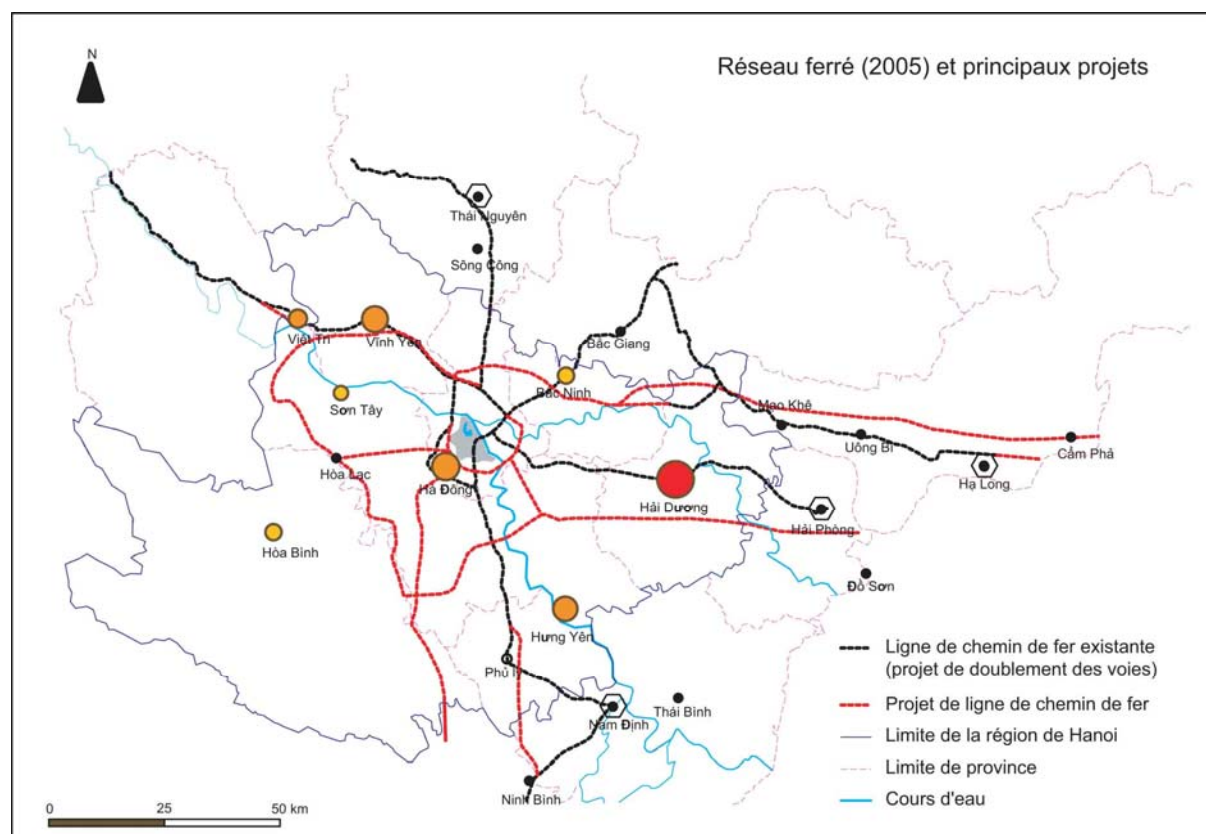 Réseau ferré (2005) et principaux projets
N
Thái Nguyên
Sông Công
Việt Trì
Vĩnh Yên
Bắc Giang
Bắc Ninh
Sơn Tây
Mạo Khê
Uông Bí
Cẩm Phả
Hòa Lạc
Hà Đông
Hải Dương
Hạ Long
Hải Phòng
Hòa Bình
Đồ Sơn
Hưng Yên
Phủ lý
Nam Định
Thái Bình
Ninh Bình
Ligne de chemin de fer existante
(projet de doublement des voies)
Projet de ligne de chemin de fer
Limite de la région de Hanoi
Limite de province
Cours d'eau
0 25 50 km